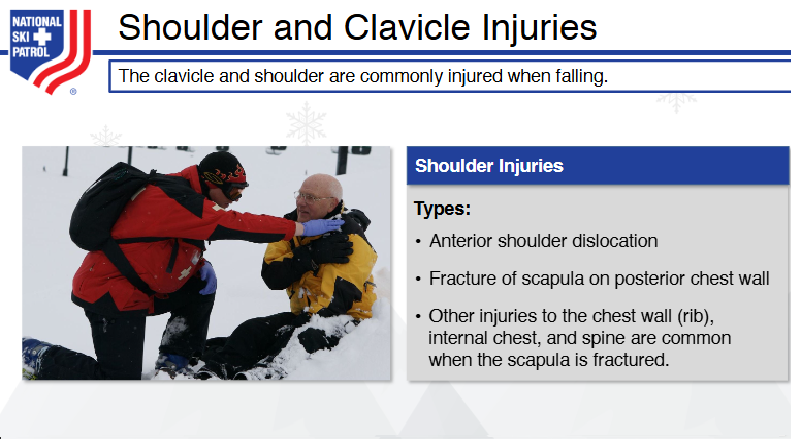 NATIONAL
SKI
PATROL
®
Shoulder and Clavicle Injuries
The clavicle and shoulder are commonly injured when falling.
Shoulder Injuries
Types:
• Anterior shoulder dislocation
• Fracture of scapula on posterior chest wall
• Other injuries to the chest wall (rib),
internal chest, and spine are common
when the scapula is fractured.